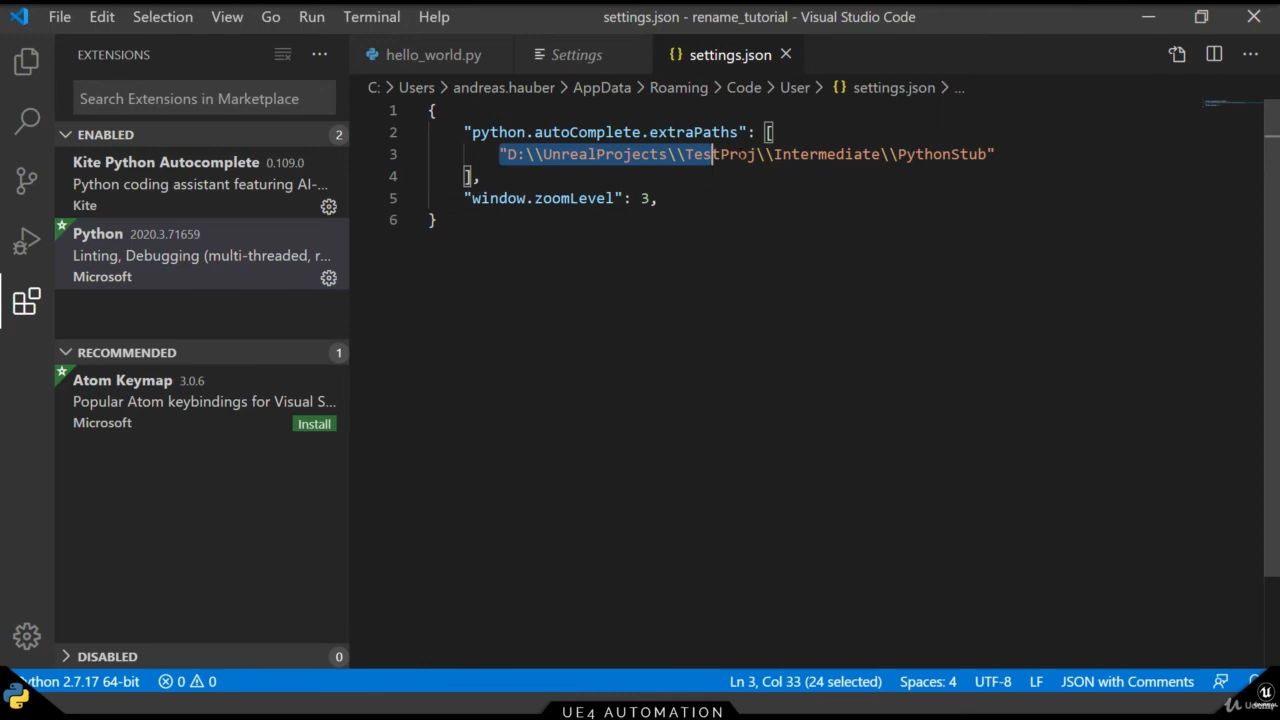 File Edit Selection View Go Run Terminal Help settings.json - rename_tutorial - Visual Studio Code
EXTENSIONS
Search Extensions in Marketplace
ENABLED 2
Kite Python Autocomplete 0.109.0
Python coding assistant featuring AI-...
Kite
Python 2020.3.71659
Linting, Debugging (multi-threaded, r...
Microsoft
RECOMMENDED 1
Atom Keymap 3.0.6
Popular Atom keybindings for Visual S...
Microsoft Install
DISABLED 0
hello_world.py Settings {} settings.json
C: > Users > andreas.hauber > AppData > Roaming > Code > User > {} settings.json > ...
1 {
2 "python.autoComplete.extraPaths": [
3 "D:\\UnrealProjects\\TestProj\\Intermediate\\PythonStub"
4 ],
5 "window.zoomLevel": 3,
6 }
ython 2.7.17 64-bit 0 0 Ln 3, Col 33 (24 selected) Spaces: 4 UTF-8 LF JSON with Comments
UE4 AUTOMATION
Udemy